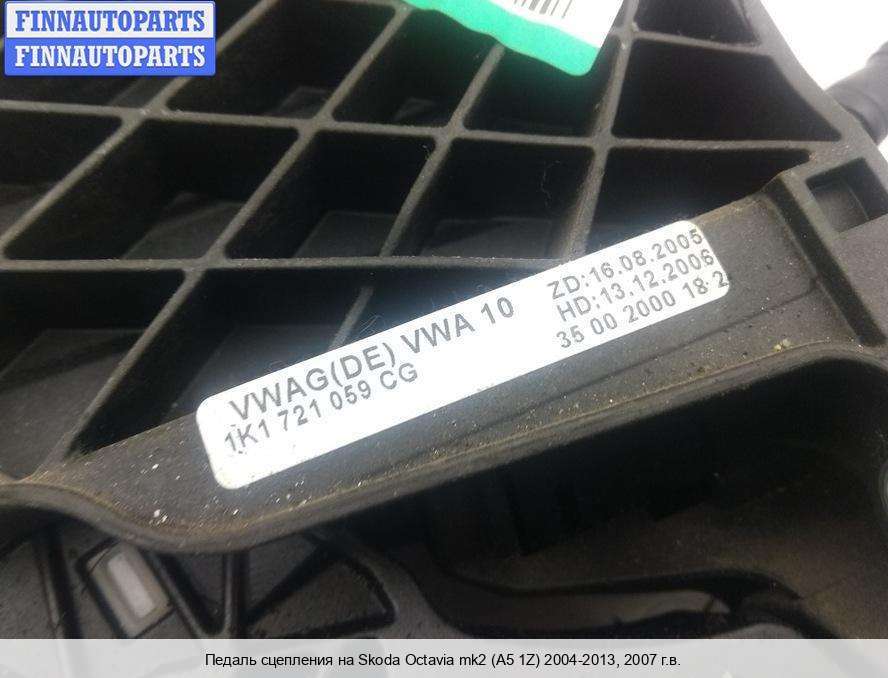 FINNAUTOPARTS
FINNAUTOPARTS
VWAG(DE) VWA 10
1K1 721 059 CG
ZD:16.08.2005
HD:13.12.2006
35 00 2000 18 2
Педаль сцепления на Skoda Octavia mk2 (A5 1Z) 2004-2013, 2007 г.в.